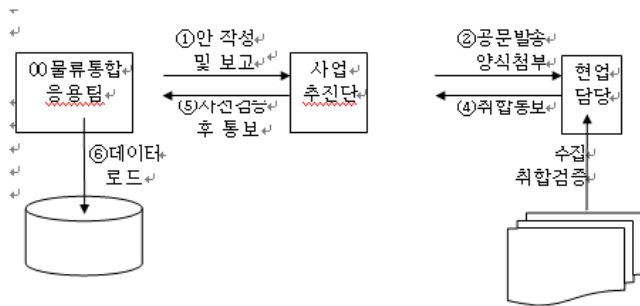 ①안 작성
및 보고
②공문발송
양식첨부
00물류통합
응용팀
사업
추진단
현업
담당
⑤사전검증
후 통보
④취합통보
⑥데이터
로드
수집
취합검증